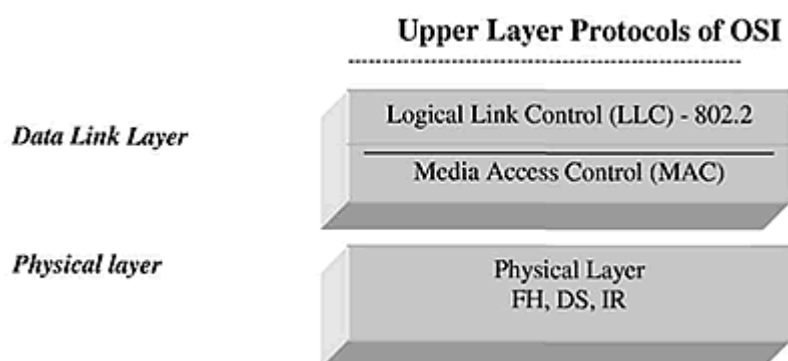 Upper Layer Protocols of OSI
Data Link Layer
Logical Link Control (LLC) - 802.2
Media Access Control (MAC)
Physical layer
Physical Layer
FH, DS, IR